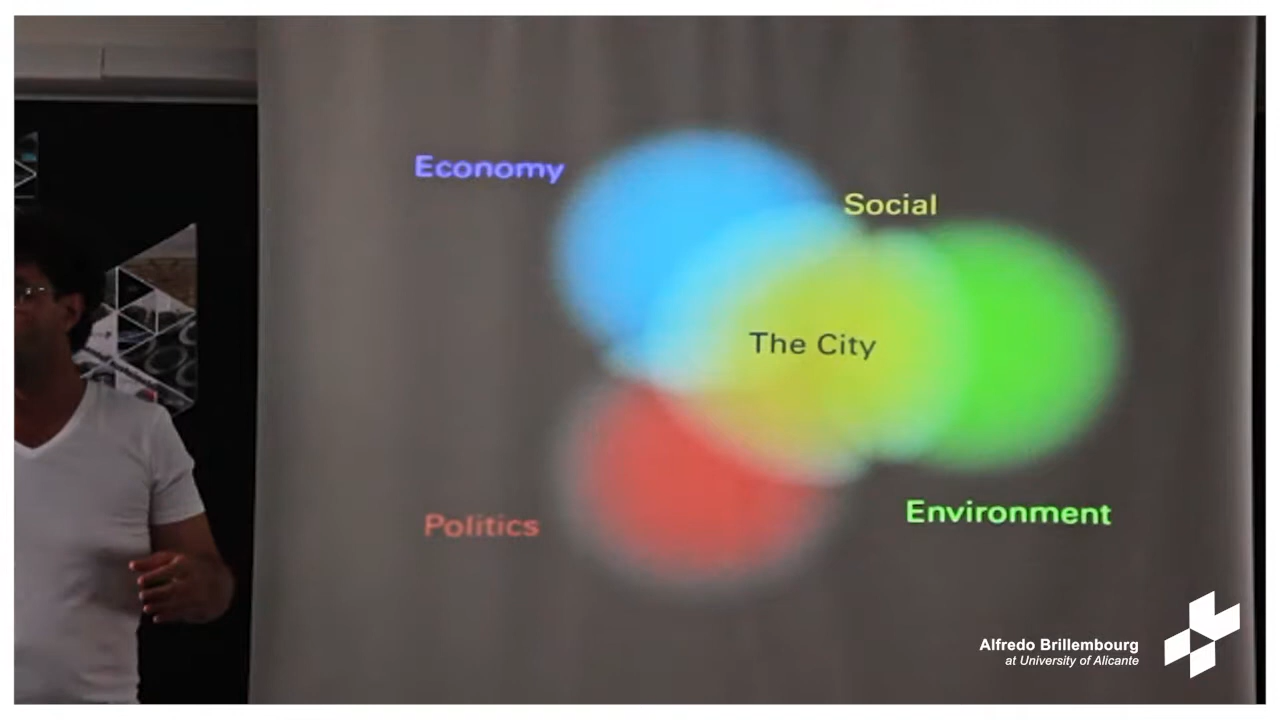 Economy
Social
The City
Politics
Environment
Alfredo Brillembourg
at University of Alicante